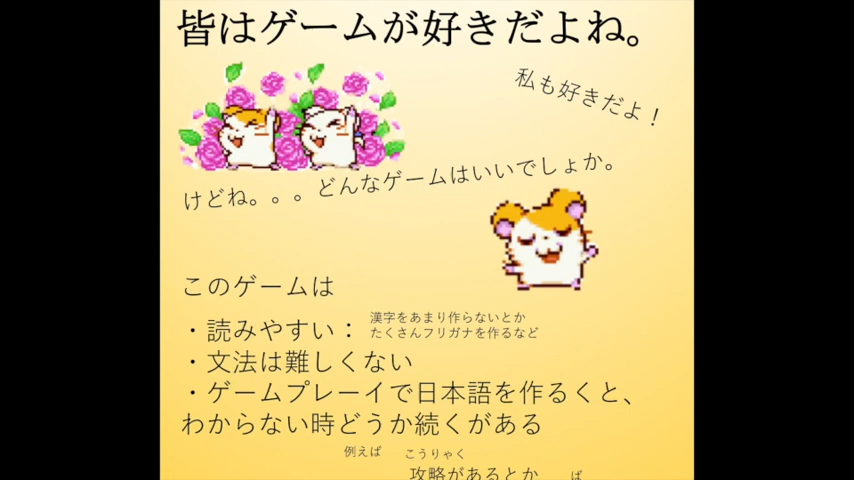 皆はゲームが好きだよね。
私も好きだよ！
けどね。。。どんなゲームはいいでしょか。
このゲームは
・読みやすい：
漢字をあまり作らないとか
たくさんフリガナを作るなど
・文法は難しくない
・ゲームプレーイで日本語を作るくと、
わからない時どうか続くがある
例えば
こうりゃく
攻略があるとか
ば